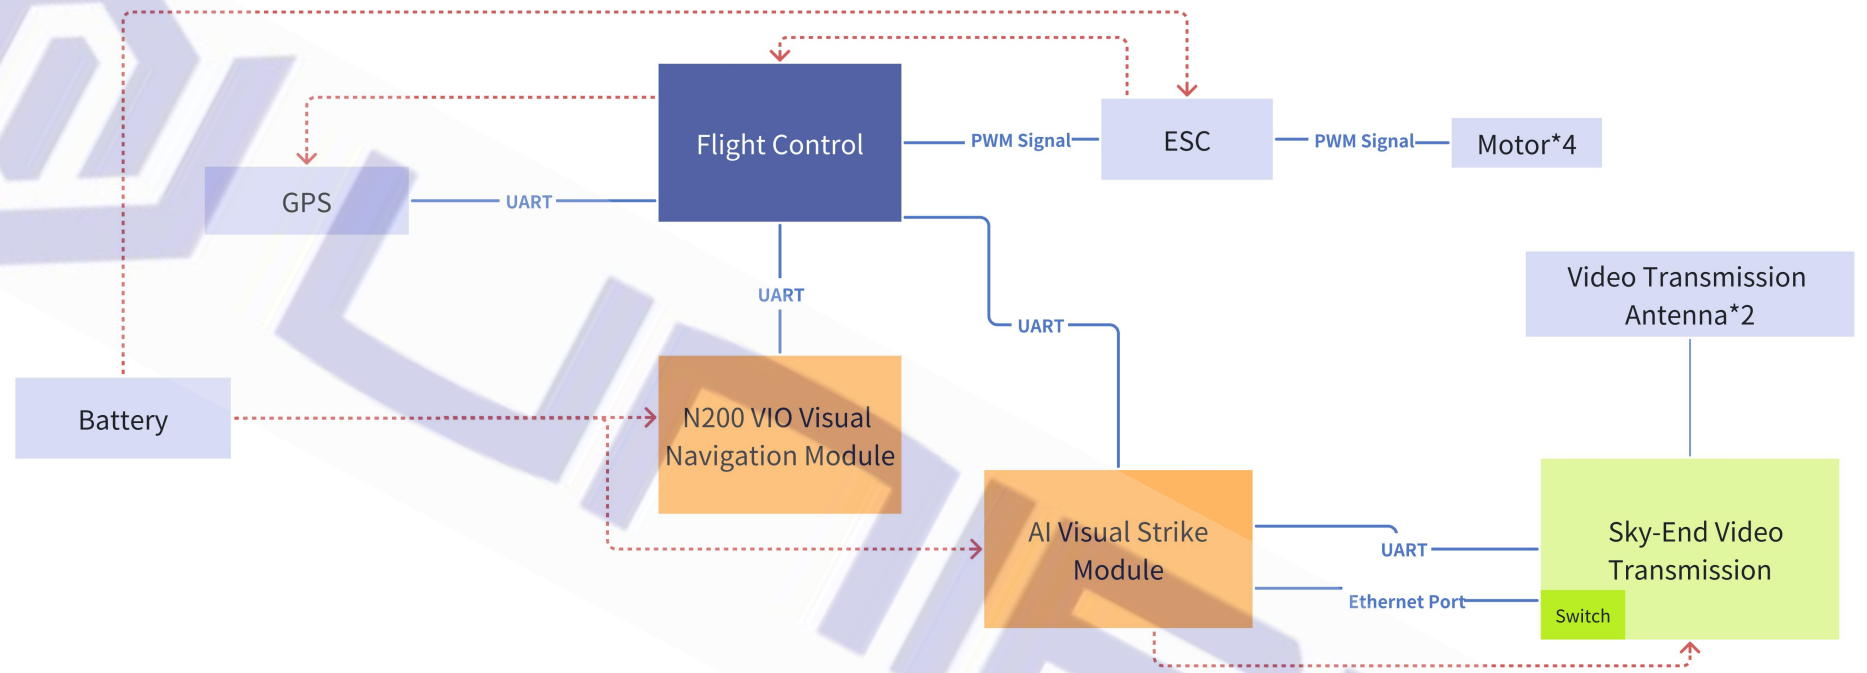 Flight Control
PWM Signal
ESC
PWM Signal
Motor*4
GPS
UART
UART
UART
Video Transmission
Antenna*2
Battery
N200 VIO Visual
Navigation Module
AI Visual Strike
Module
UART
Ethernet Port
Sky-End Video
Transmission
Switch